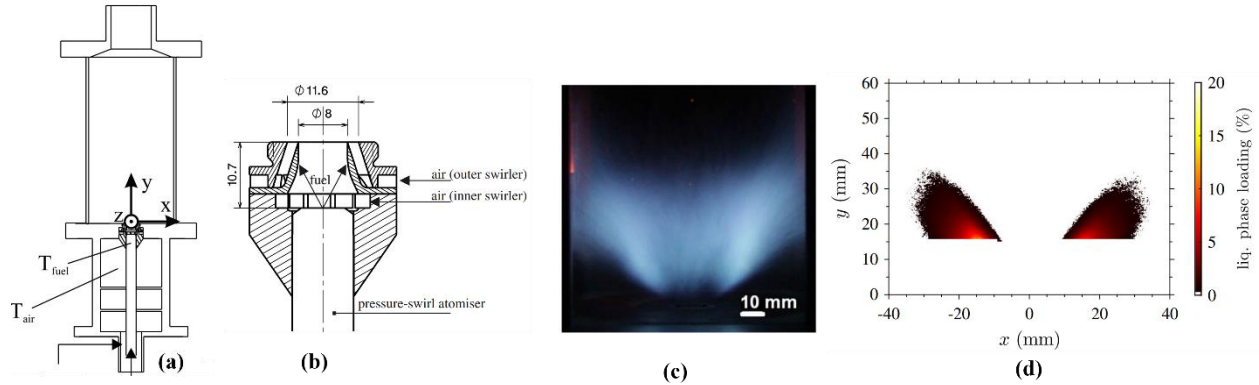 y
z
x
T fuel
T air
(a)
ϕ 11.6
ϕ 8
10.7
fuel
air (outer swirler)
air (inner swirler)
pressure-swirl atomiser
(b)
10 mm
(c)
60
50
40
30
20
10
0
y (mm)
-40
-20
0
20
40
x (mm)
20
15
10
5
0
liq. phase loading (%)
(d)